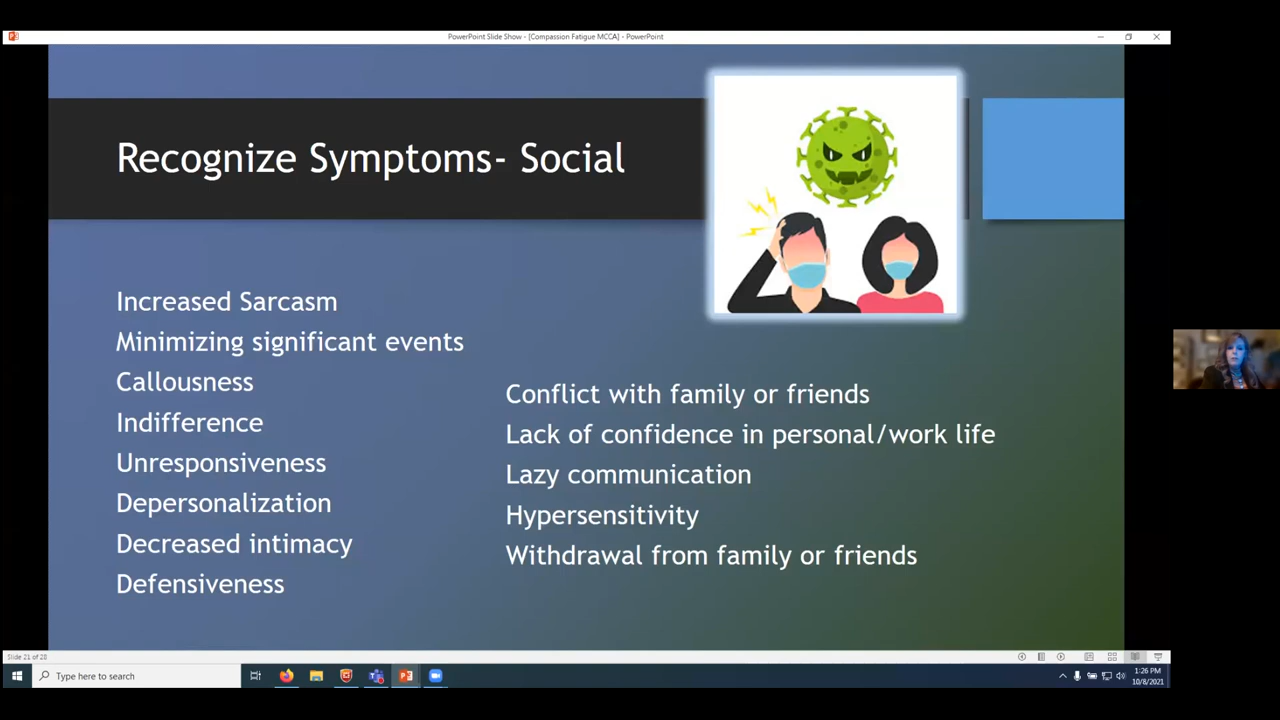 PowerPoint Slide Show - [Compassion Fatigue MCCA] - PowerPoint
Recognize Symptoms- Social
Increased Sarcasm
Minimizing significant events
Callousness
Indifference
Unresponsiveness
Depersonalization
Decreased intimacy
Defensiveness
Conflict with family or friends
Lack of confidence in personal/work life
Lazy communication
Hypersensitivity
Withdrawal from family or friends
Slide 21 of 28
Type here to search
1:26 PM
10/8/2021